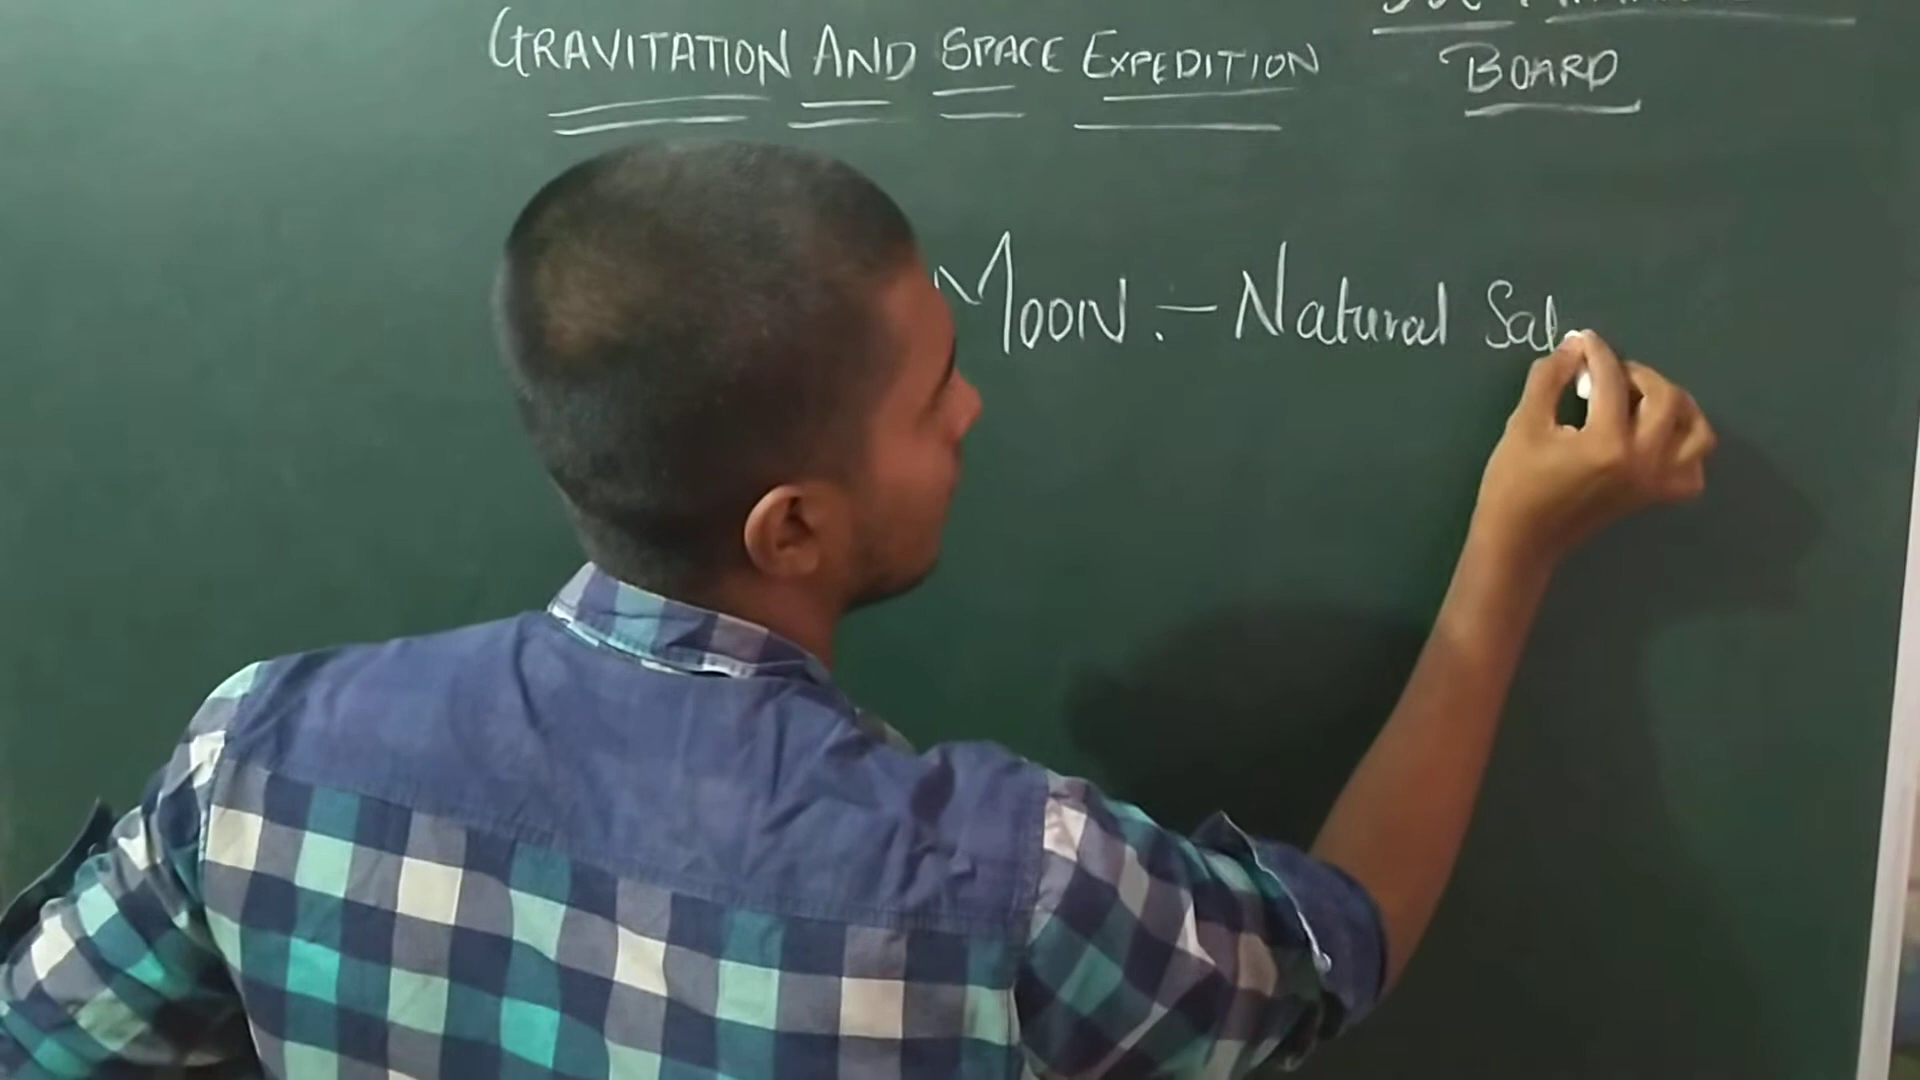 GRAVITATION AND SPACE EXPEDITION
BOARD
MOON :- Natural Sat